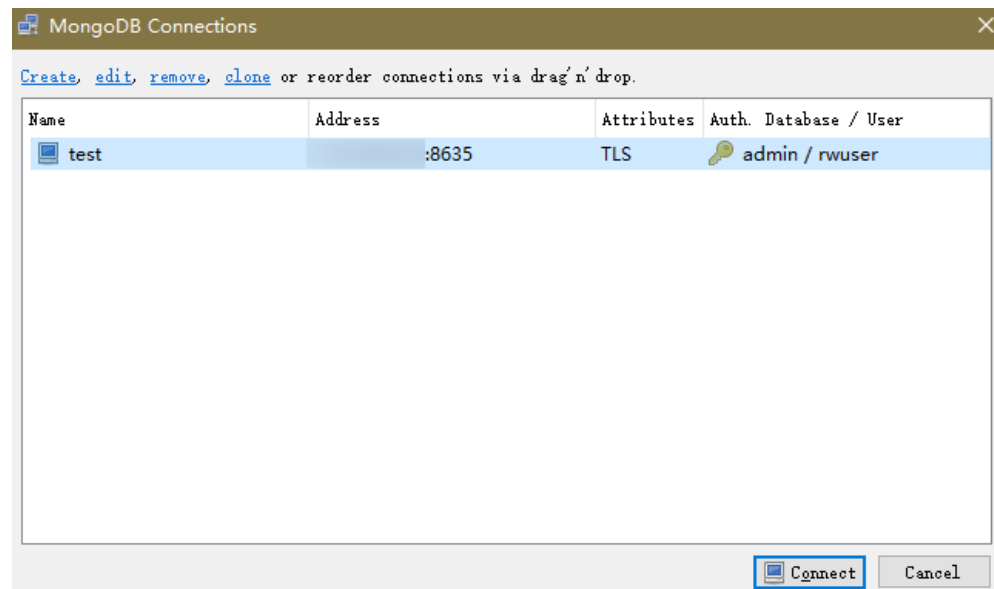 MongoDB Connections
Create, edit, remove, clone or reorder connections via drag'n'drop.
Name Address Attributes Auth. Database / User
test :8635 TLS admin / rwuser
Connect Cancel